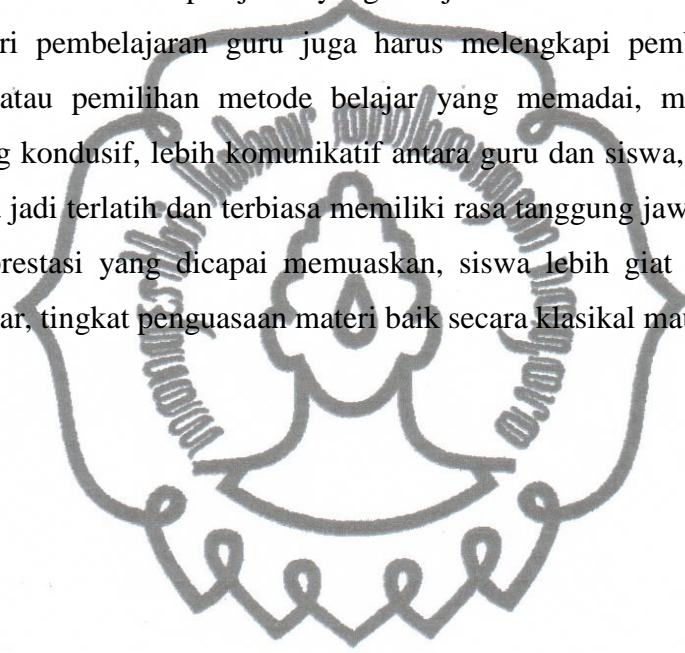 ri pembelajaran guru juga harus melengkapi pemb
atau pemilihan metode belajar yang memadai, m
g kondusif, lebih komunikatif antara guru dan siswa,
jadi terlatih dan terbiasa memiliki rasa tanggung jaw
prestasi yang dicapai memuaskan, siswa lebih giat
ar, tingkat penguasaan materi baik secara klasikal mau